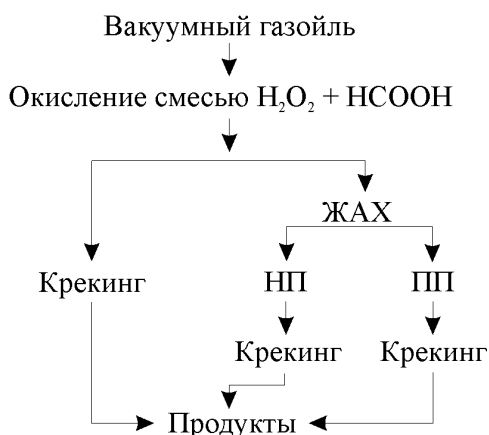 Вакуумный газойль
Окисление смесью H₂O₂ + HCOOH
ЖАХ
Крекинг НП ПП
Крекинг Крекинг
Продукты